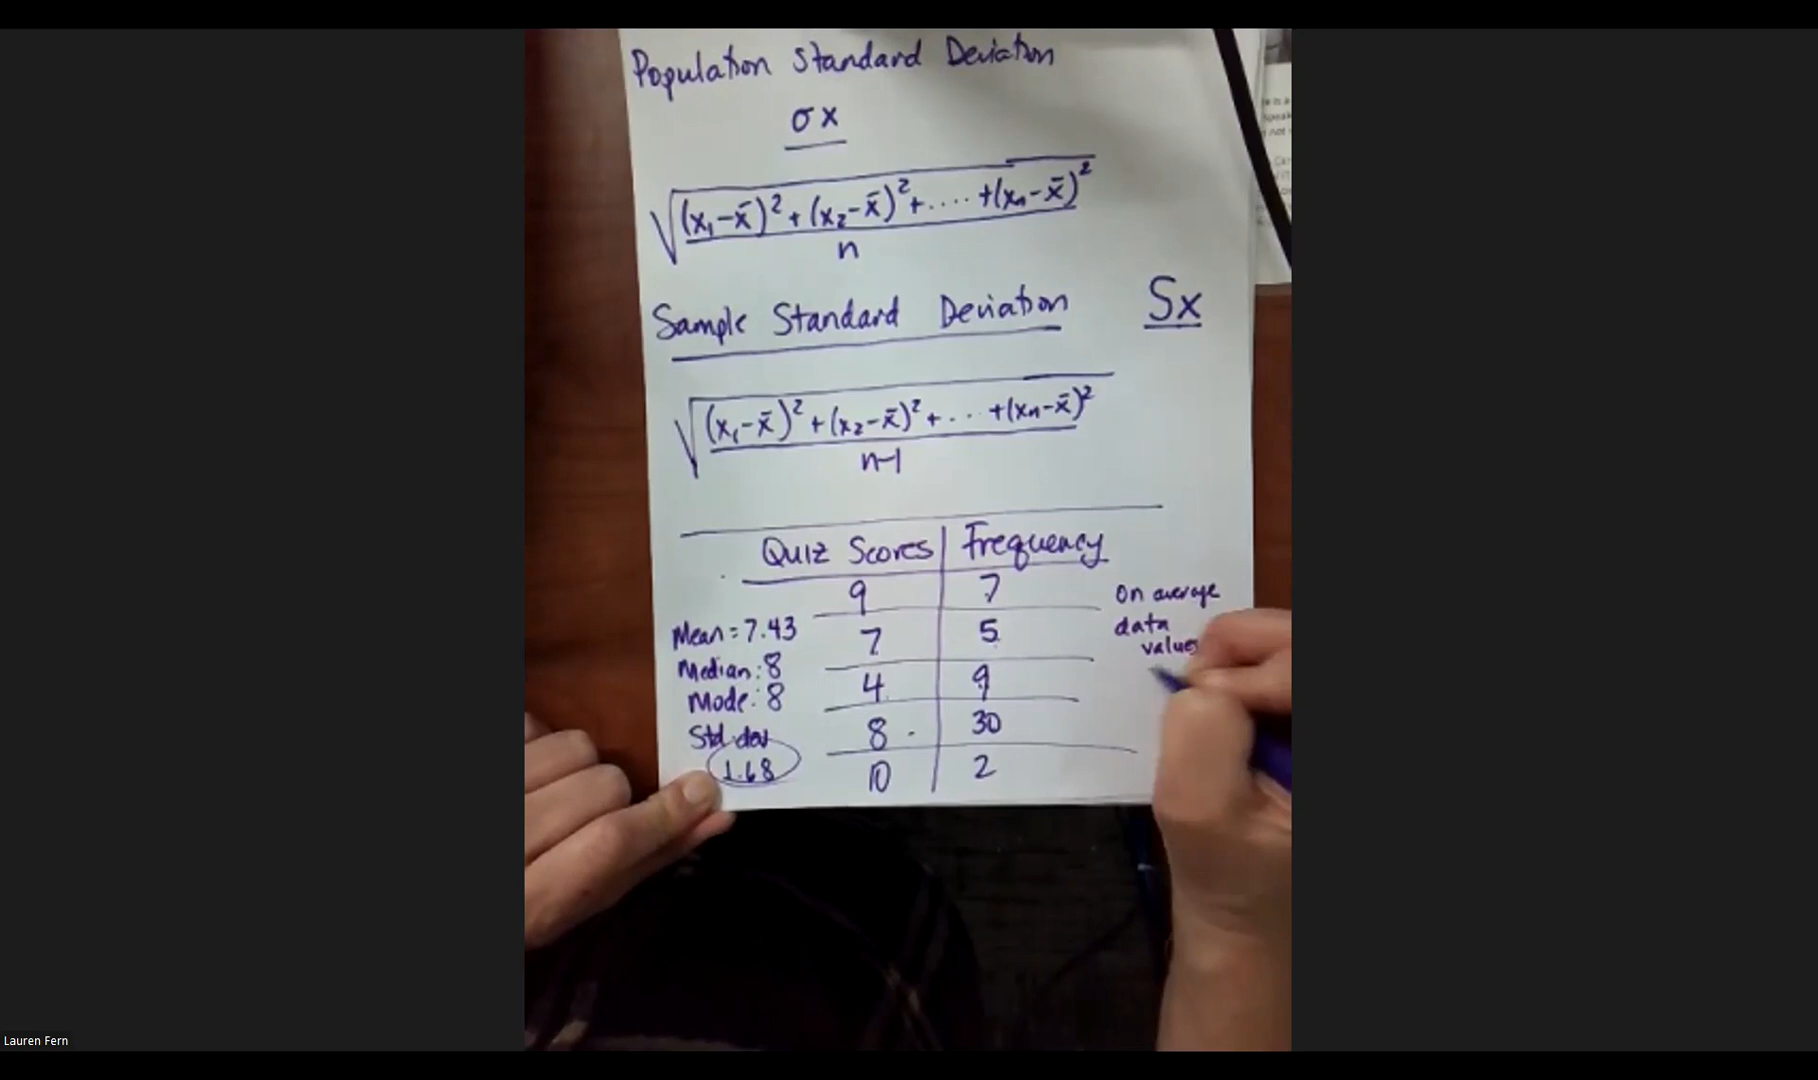 Population Standard Deviation
σx
√(x₁-x̄)²+(x₂-x̄)²+....+(xₙ-x̄)²
n
Sample Standard Deviation Sx
√(x₁-x̄)²+(x₂-x̄)²+...+(xₙ-x̄)²
n-1
Quiz Scores Frequency
9 7
7 5
4 9
8 30
10 2
Mean=7.43
Median:8
Mode:8
Std. dev
1.68
On average
data
values
Lauren Fern